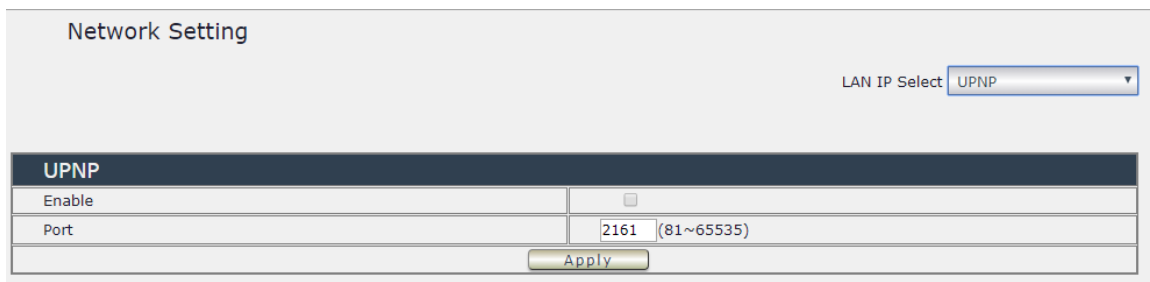 Network Setting
LAN IP Select UPNP
UPNP
Enable
Port 2161 (81~65535)
Apply